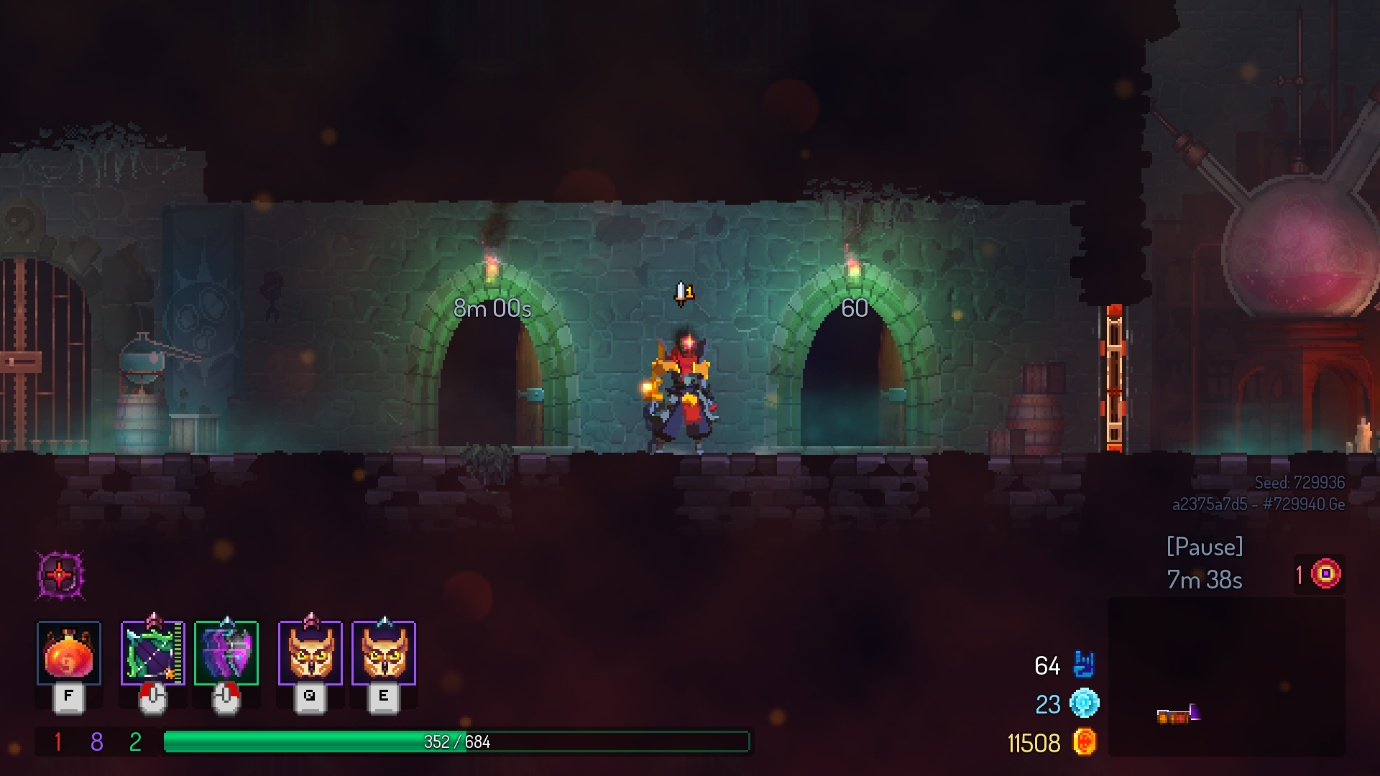 8m 00s
60
1
Seed: 729936
a2375a7d5 - #729940.Ge
[Pause]
7m 38s
1
9
F
Q
E
64
23
11508
1 8 2
352 / 684